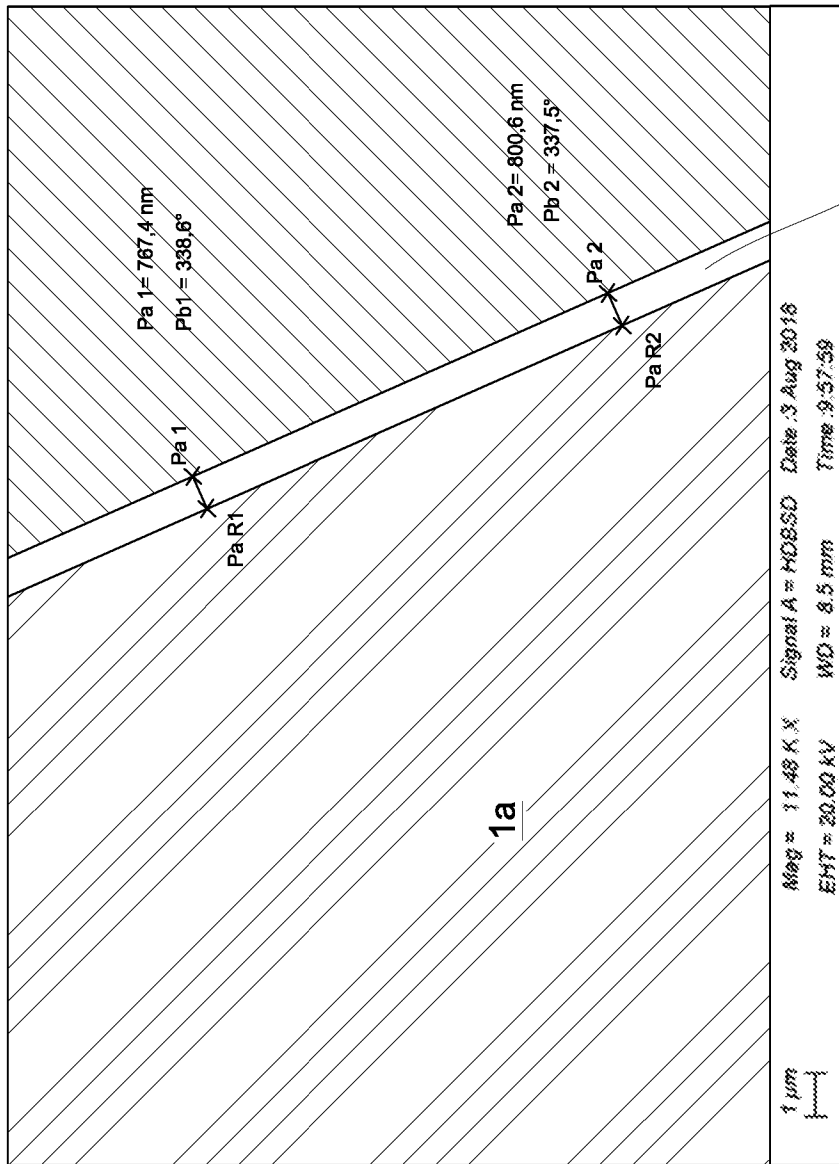 Pa 1= 767,4 nm
Pb1 = 338,6°
Pa 2= 800,6 nm
Pb 2 = 337,5°
Pa 1
Pa R1
Pa 2
Pa R2
1a
1 µm
Mag = 11.48 K X
EHT = 20.00 kV
Signal A = HDBSD
WD = 8.5 mm
Date :3 Aug 2018
Time :9:57:59